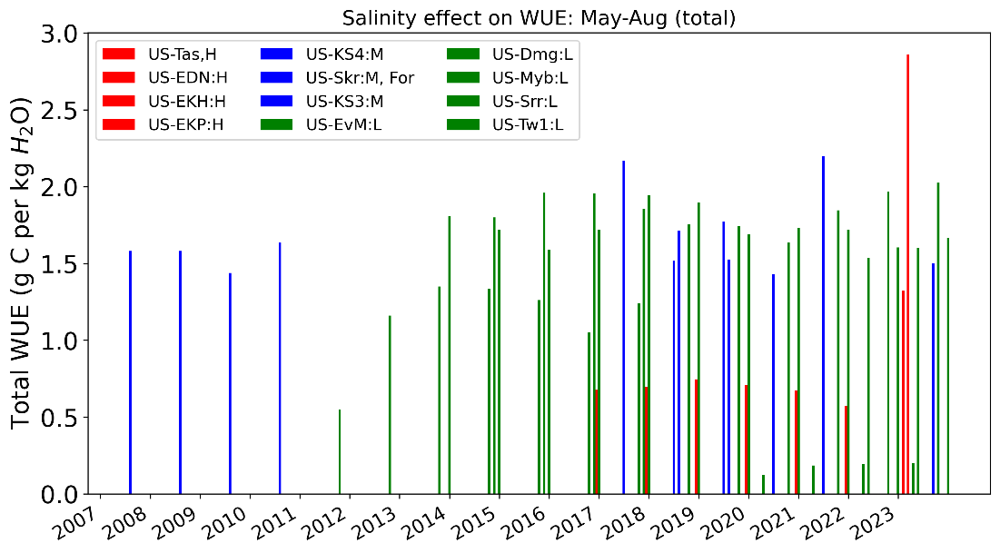 Salinity effect on WUE: May-Aug (total)
Total WUE (g C per kg H₂O)
3.0
2.5
2.0
1.5
1.0
0.5
0.0
US-Tas,H
US-EDN:H
US-EKH:H
US-EKP:H
US-KS4:M
US-Skr:M, For
US-KS3:M
US-EvM:L
US-Dmg:L
US-Myb:L
US-Srr:L
US-Tw1:L
2007
2008
2009
2010
2011
2012
2013
2014
2015
2016
2017
2018
2019
2020
2021
2022
2023